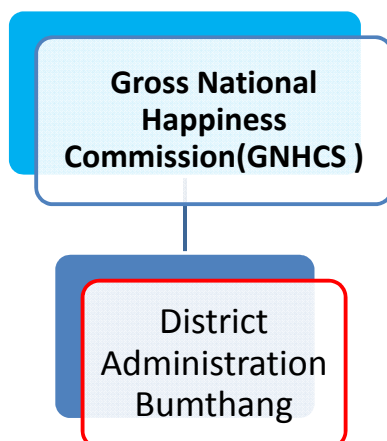 Gross National
Happiness
Commission(GNHCS )
District
Administration
Bumthang